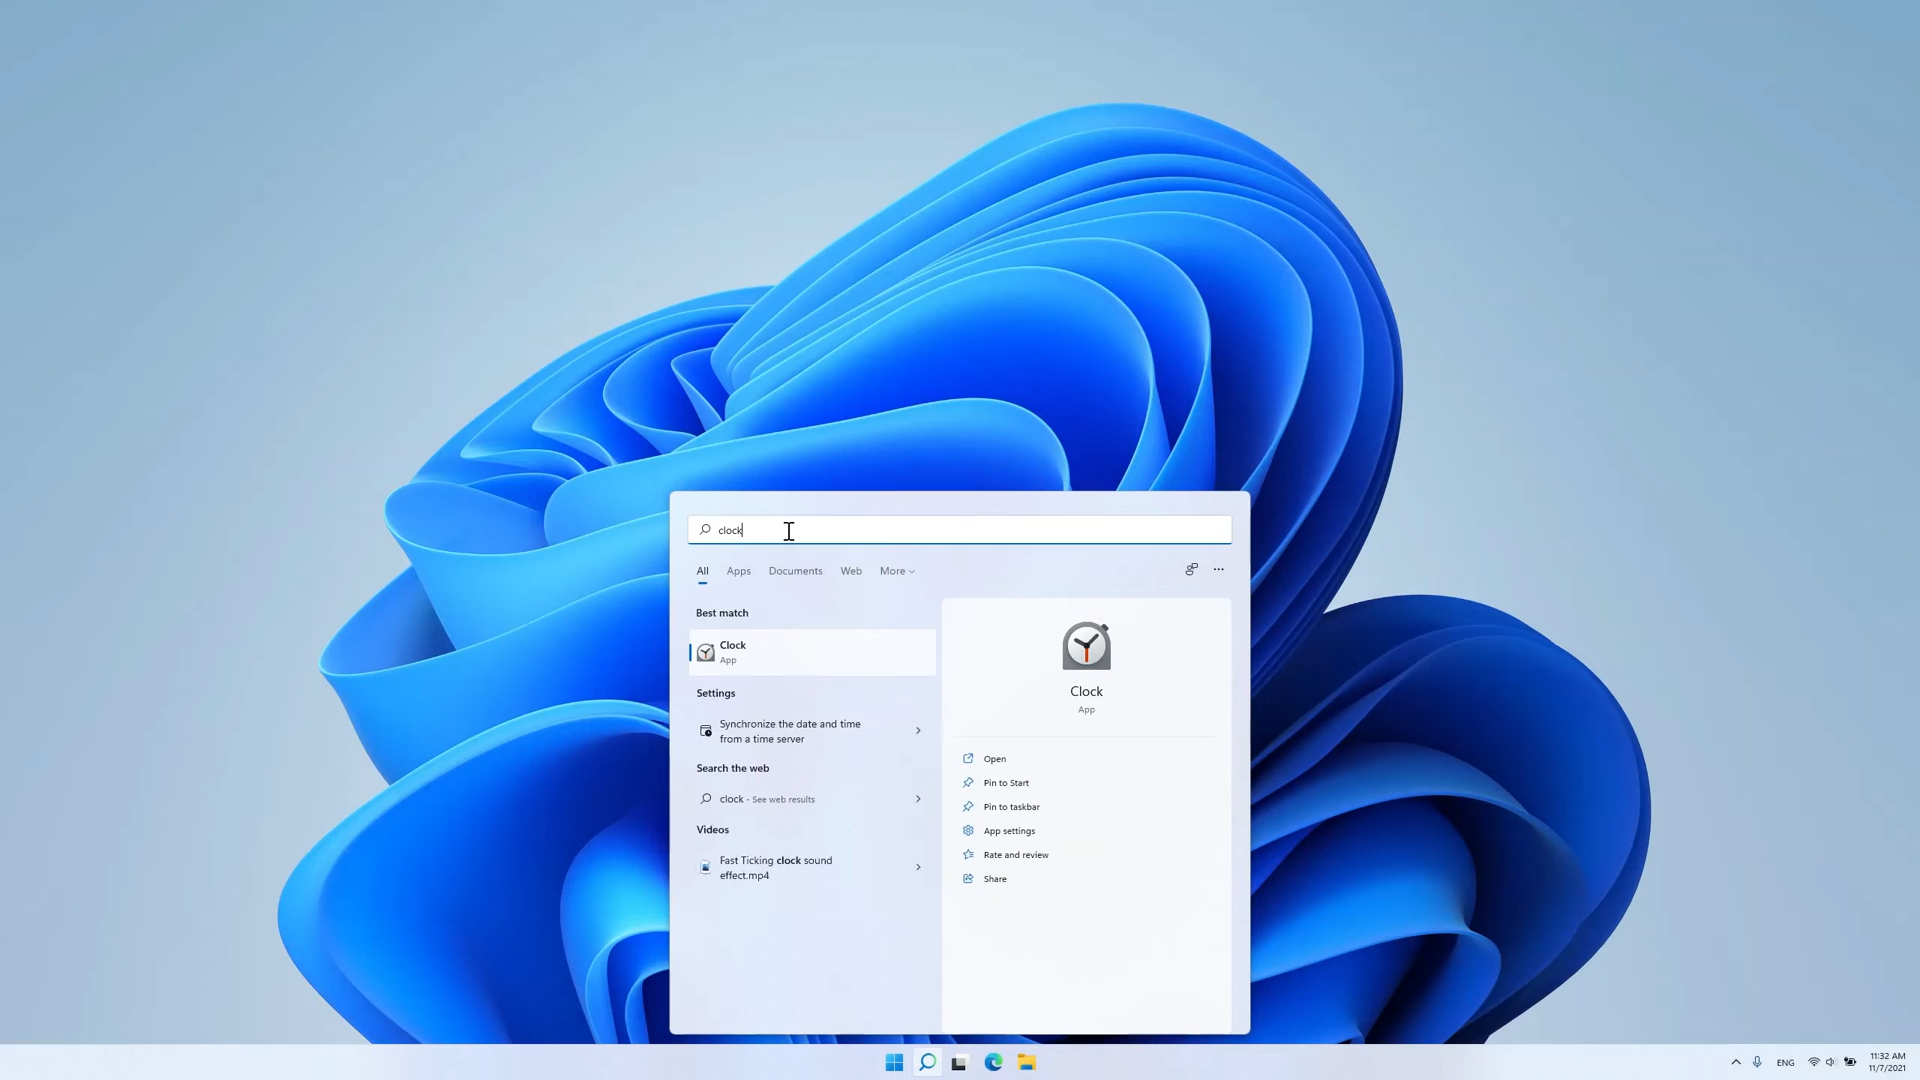 clock
All Apps Documents Web More
Best match
Clock
App
Settings
Synchronize the date and time
from a time server
Search the web
clock - See web results
Videos
Fast Ticking clock sound
effect.mp4
Clock
App
Open
Pin to Start
Pin to taskbar
App settings
Rate and review
Share
ENG
11:32 AM
11/7/2021